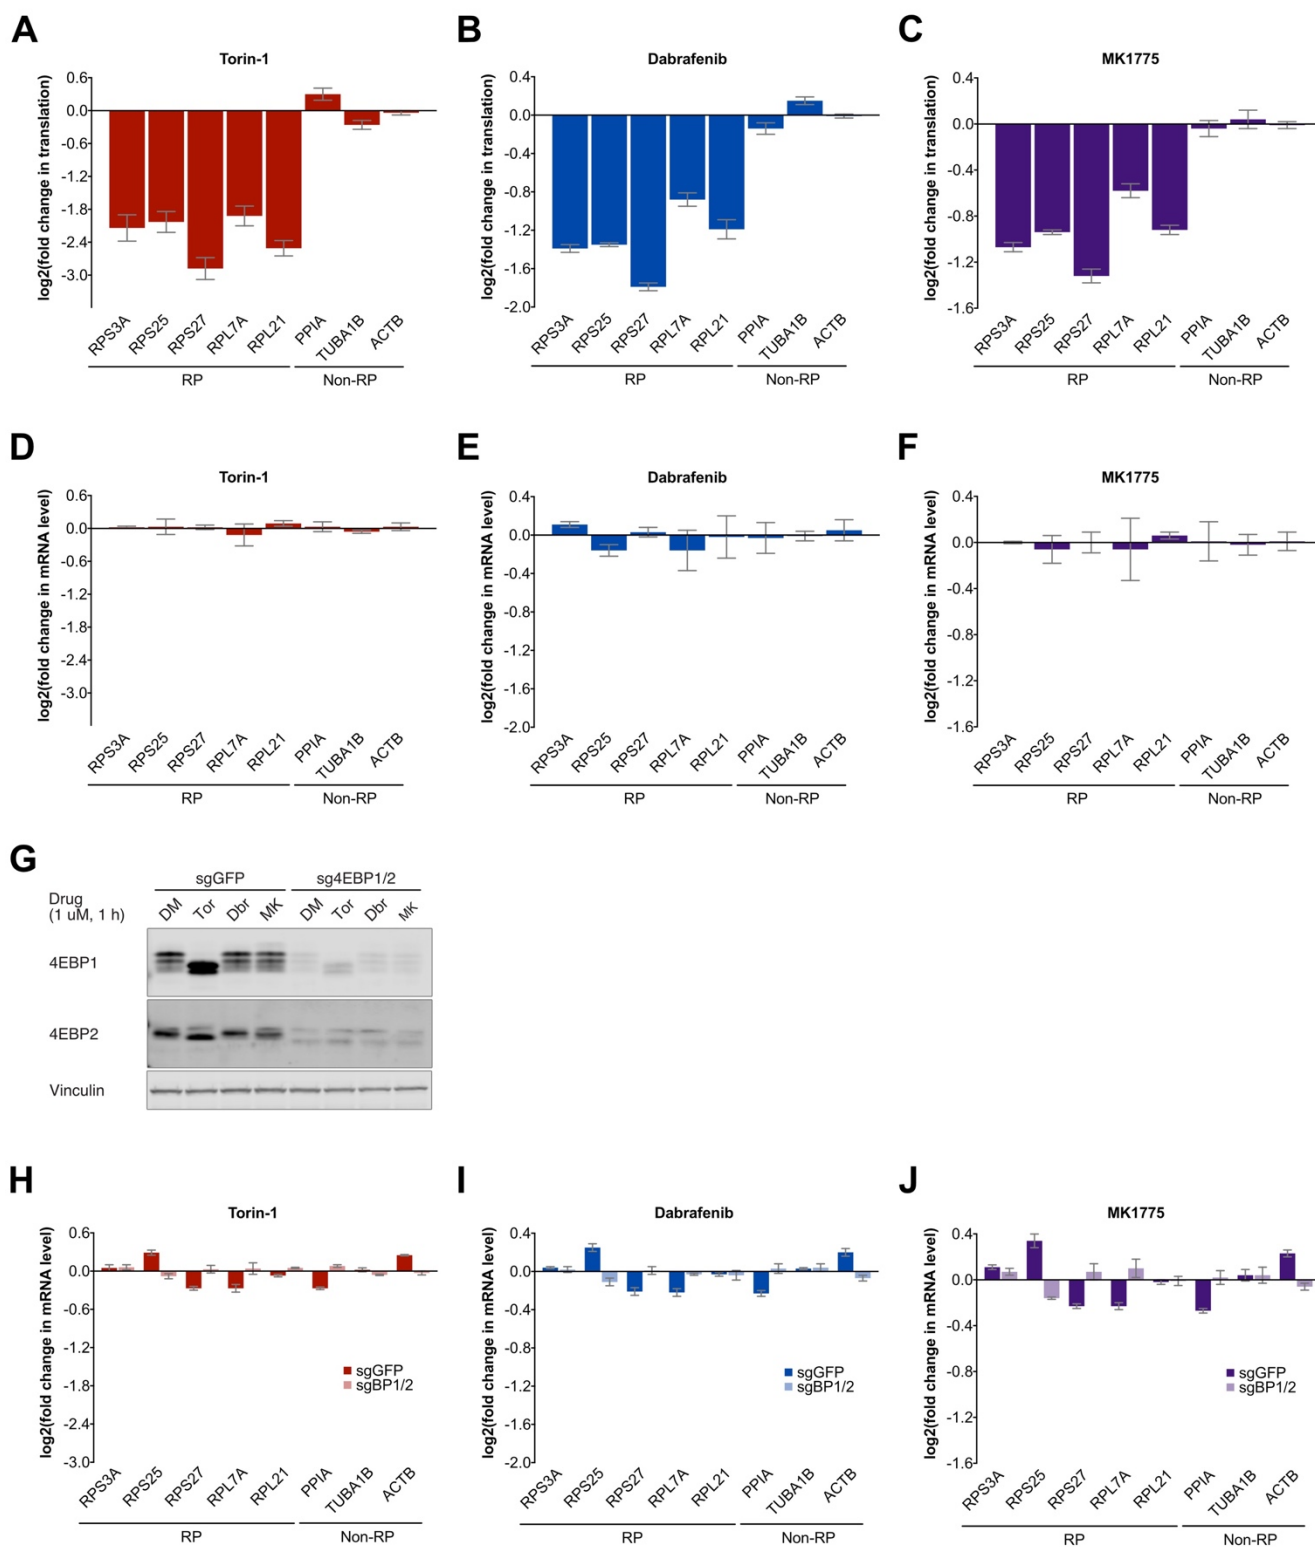 A
Torin-1
log2(fold change in translation)
0.6
0.0
-0.6
-1.2
-1.8
-2.4
-3.0
RPS3A
RPS25
RPS27
RPL7A
RPL21
PPIA
TUBA1B
ACTB
RP
Non-RP
B
Dabrafenib
log2(fold change in translation)
0.4
0.0
-0.4
-0.8
-1.2
-1.6
-2.0
RPS3A
RPS25
RPS27
RPL7A
RPL21
PPIA
TUBA1B
ACTB
RP
Non-RP
C
MK1775
log2(fold change in translation)
0.4
0.0
-0.4
-0.8
-1.2
-1.6
RPS3A
RPS25
RPS27
RPL7A
RPL21
PPIA
TUBA1B
ACTB
RP
Non-RP
D
Torin-1
log2(fold change in mRNA level)
0.6
0.0
-0.6
-1.2
-1.8
-2.4
-3.0
RPS3A
RPS25
RPS27
RPL7A
RPL21
PPIA
TUBA1B
ACTB
RP
Non-RP
E
Dabrafenib
log2(fold change in mRNA level)
0.4
0.0
-0.4
-0.8
-1.2
-1.6
-2.0
RPS3A
RPS25
RPS27
RPL7A
RPL21
PPIA
TUBA1B
ACTB
RP
Non-RP
F
MK1775
log2(fold change in mRNA level)
0.4
0.0
-0.4
-0.8
-1.2
-1.6
RPS3A
RPS25
RPS27
RPL7A
RPL21
PPIA
TUBA1B
ACTB
RP
Non-RP
G
sgGFP
sg4EBP1/2
Drug
(1 uM, 1 h)
DM
Tor
Dbr
MK
DM
Tor
Dbr
MK
4EBP1
4EBP2
Vinculin
H
Torin-1
log2(fold change in mRNA level)
0.6
0.0
-0.6
-1.2
-1.8
-2.4
-3.0
sgGFP
sgBP1/2
RPS3A
RPS25
RPS27
RPL7A
RPL21
PPIA
TUBA1B
ACTB
RP
Non-RP
I
Dabrafenib
log2(fold change in mRNA level)
0.4
0.0
-0.4
-0.8
-1.2
-1.6
-2.0
sgGFP
sgBP1/2
RPS3A
RPS25
RPS27
RPL7A
RPL21
PPIA
TUBA1B
ACTB
RP
Non-RP
J
MK1775
log2(fold change in mRNA level)
0.4
0.0
-0.4
-0.8
-1.2
-1.6
sgGFP
sgBP1/2
RPS3A
RPS25
RPS27
RPL7A
RPL21
PPIA
TUBA1B
ACTB
RP
Non-RP